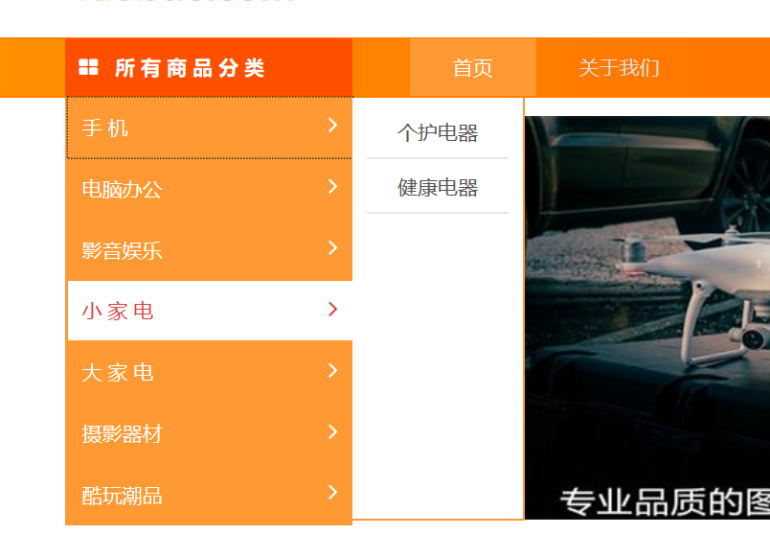 所有商品分类
首页
关于我们
手机
个护电器
电脑办公
健康电器
影音娱乐
小家电
大家电
摄影器材
酷玩潮品
专业品质的图